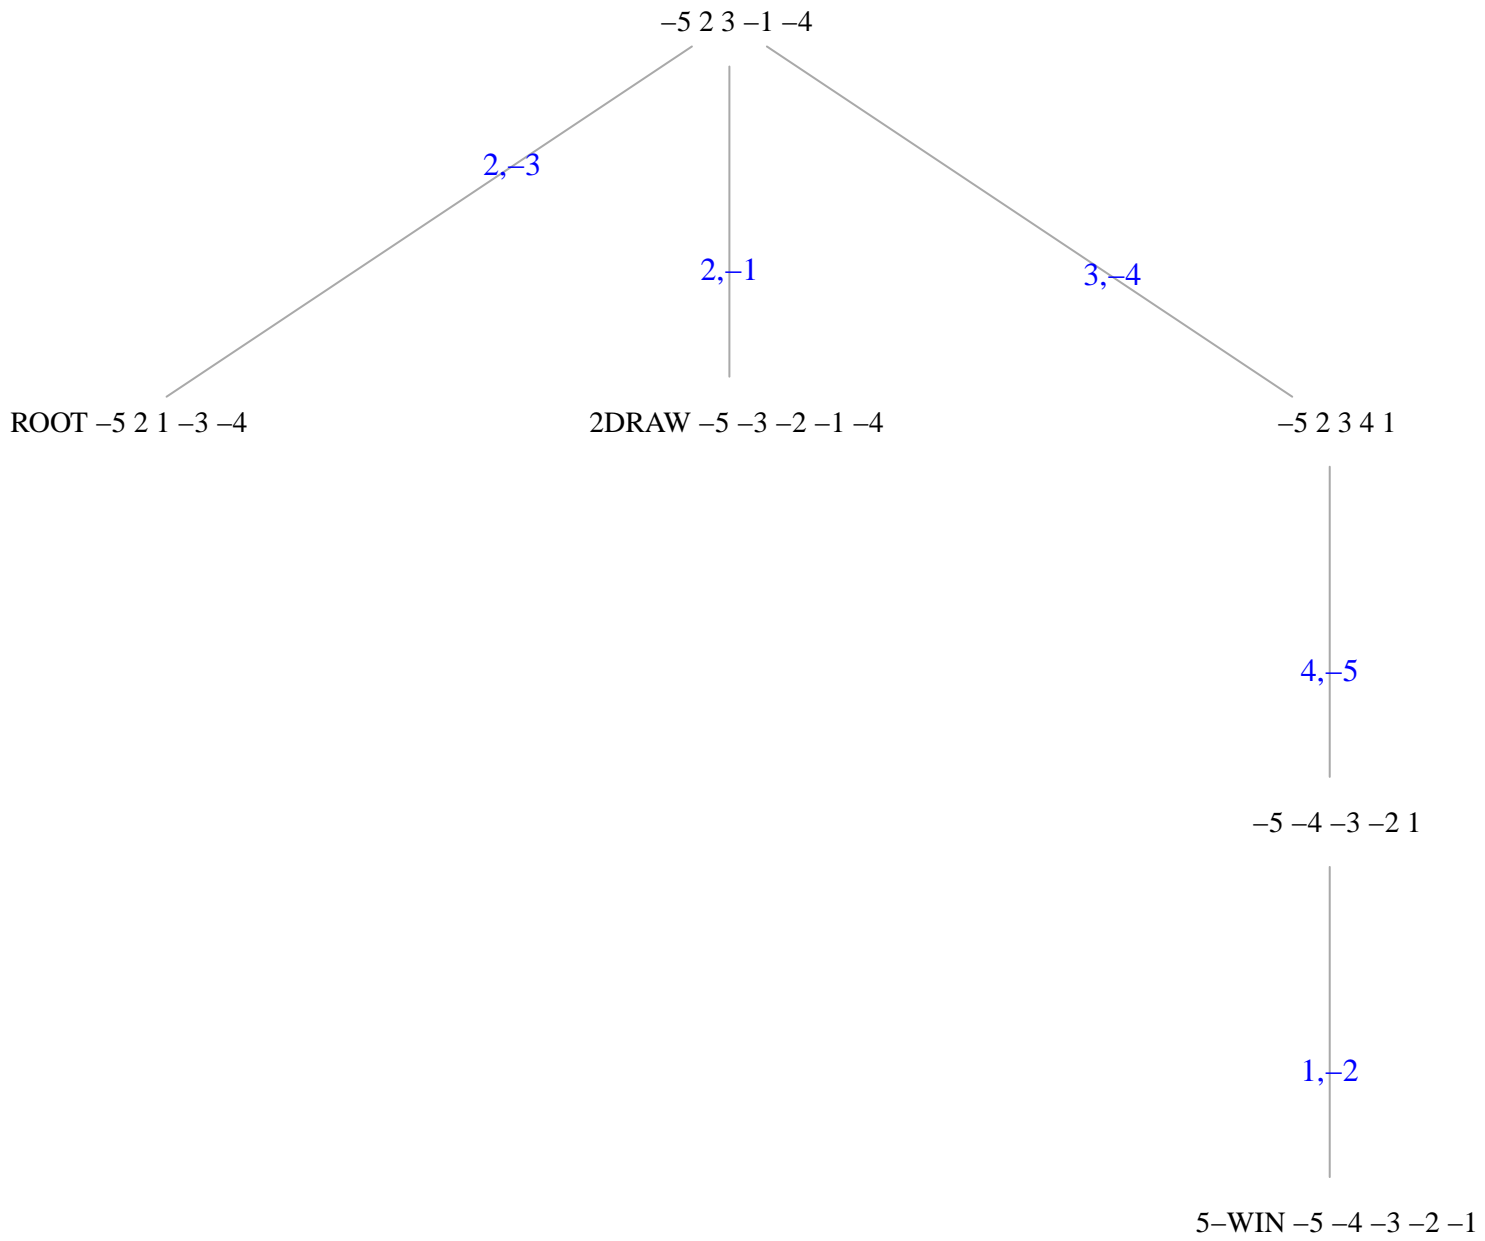 –5 2 3 –1 –4
2,–3
2,–1
3,–4
ROOT –5 2 1 –3 –4
2DRAW –5 –3 –2 –1 –4
–5 2 3 4 1
4,–5
–5 –4 –3 –2 1
1,–2
5–WIN –5 –4 –3 –2 –1